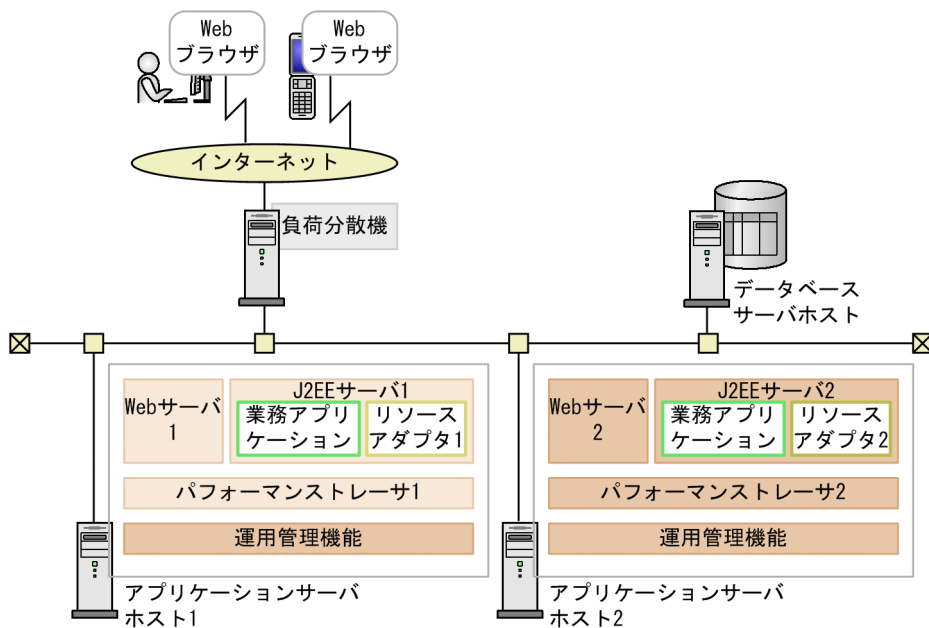 Web
ブラウザ
Web
ブラウザ
インターネット
負荷分散機
データベース
サーバホスト
Webサーバ
1
J2EEサーバ1
業務アプリ
ケーション
リソース
アダプタ1
パフォーマンストレーサ1
運用管理機能
アプリケーションサーバ
ホスト1
Webサーバ
2
J2EEサーバ2
業務アプリ
ケーション
リソース
アダプタ2
パフォーマンストレーサ2
運用管理機能
アプリケーションサーバ
ホスト2